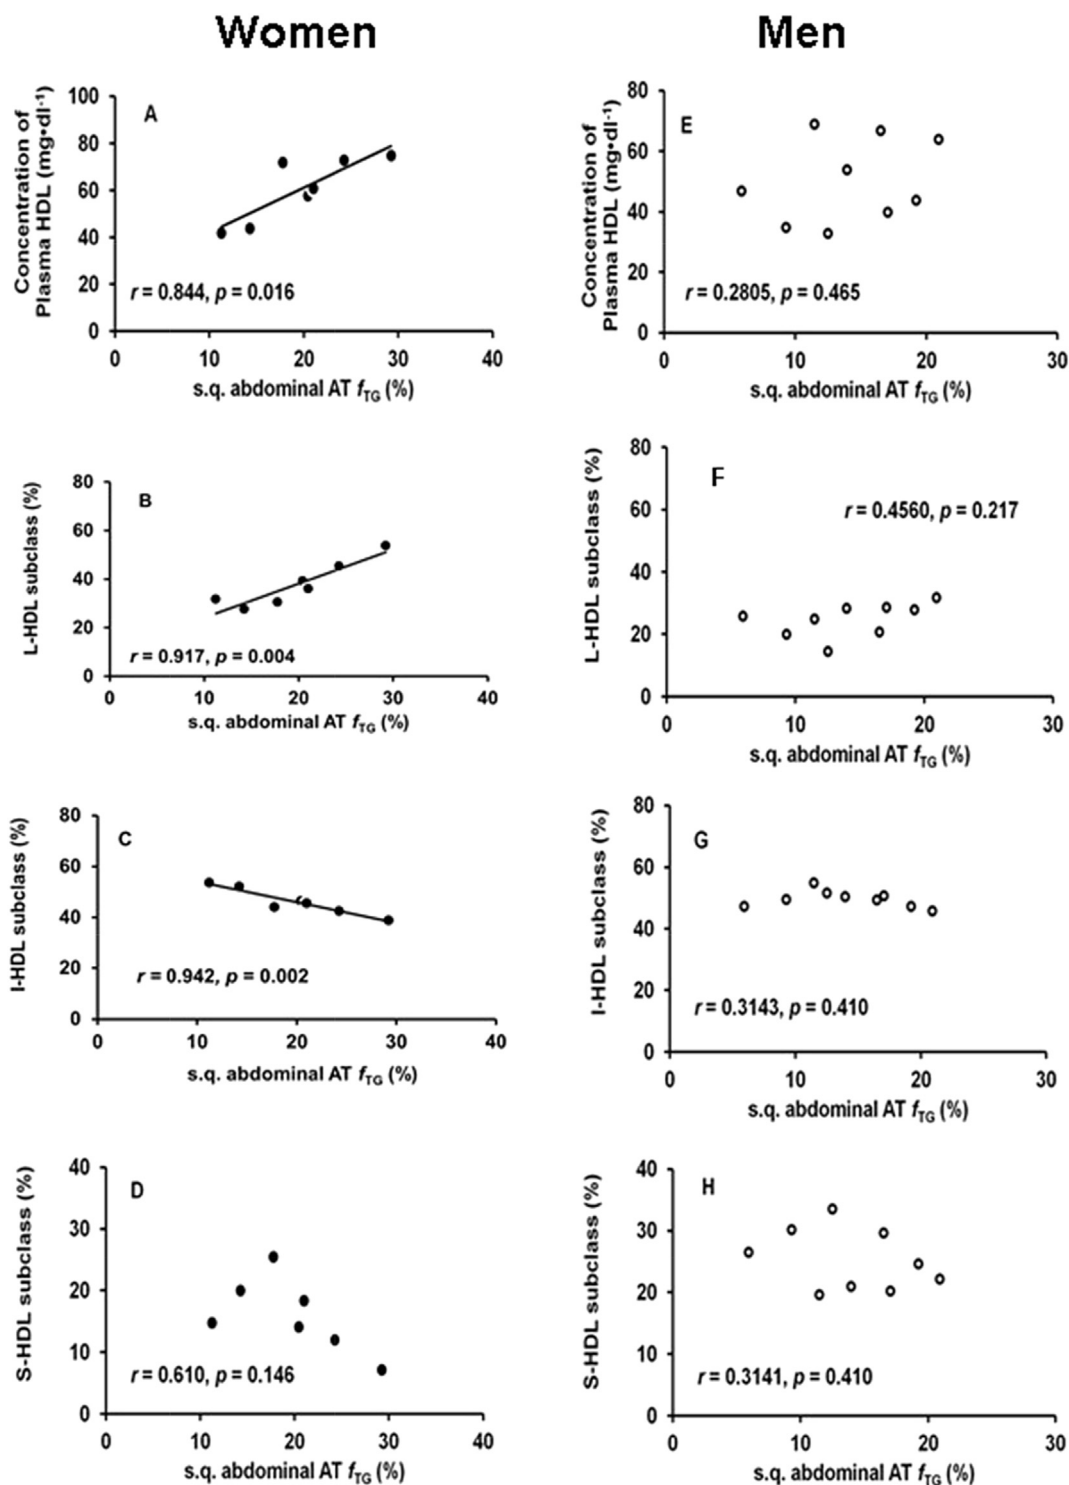 Women
Men
Concentration of
Plasma HDL (mg•dl⁻¹)
100
80
60
40
20
0
A
r = 0.844, p = 0.016
0 10 20 30 40
s.q. abdominal AT fTG (%)
Concentration of
Plasma HDL (mg•dl⁻¹)
80
60
40
20
0
E
r = 0.2805, p = 0.465
0 10 20 30
s.q. abdominal AT fTG (%)
L-HDL subclass (%)
80
60
40
20
0
B
r = 0.917, p = 0.004
0 10 20 30 40
s.q. abdominal AT fTG (%)
L-HDL subclass (%)
80
60
40
20
0
F
r = 0.4560, p = 0.217
0 10 20 30
s.q. abdominal AT fTG (%)
I-HDL subclass (%)
80
60
40
20
0
C
r = 0.942, p = 0.002
0 10 20 30 40
s.q. abdominal AT fTG (%)
I-HDL subclass (%)
80
60
40
20
0
G
r = 0.3143, p = 0.410
0 10 20 30
s.q. abdominal AT fTG (%)
S-HDL subclass (%)
40
30
20
10
0
D
r = 0.610, p = 0.146
0 10 20 30 40
s.q. abdominal AT fTG (%)
S-HDL subclass (%)
40
30
20
10
0
H
r = 0.3141, p = 0.410
0 10 20 30
s.q. abdominal AT fTG (%)